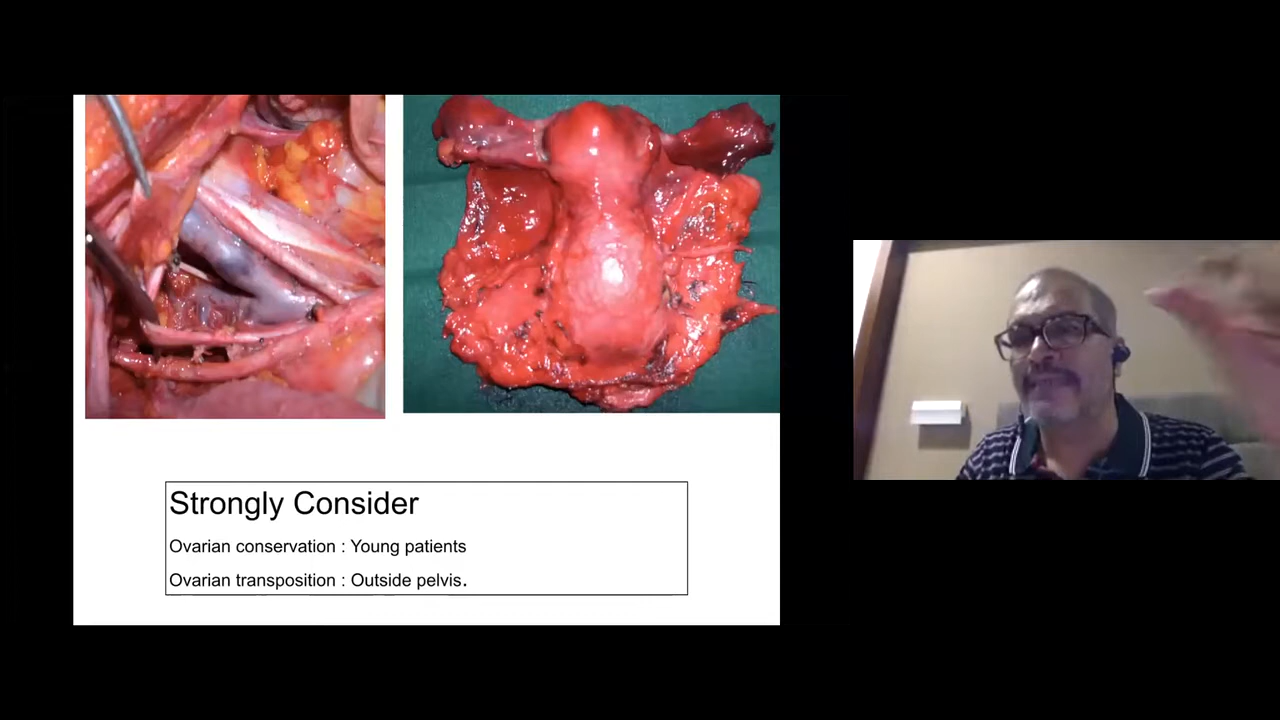 Strongly Consider
Ovarian conservation : Young patients
Ovarian transposition : Outside pelvis.